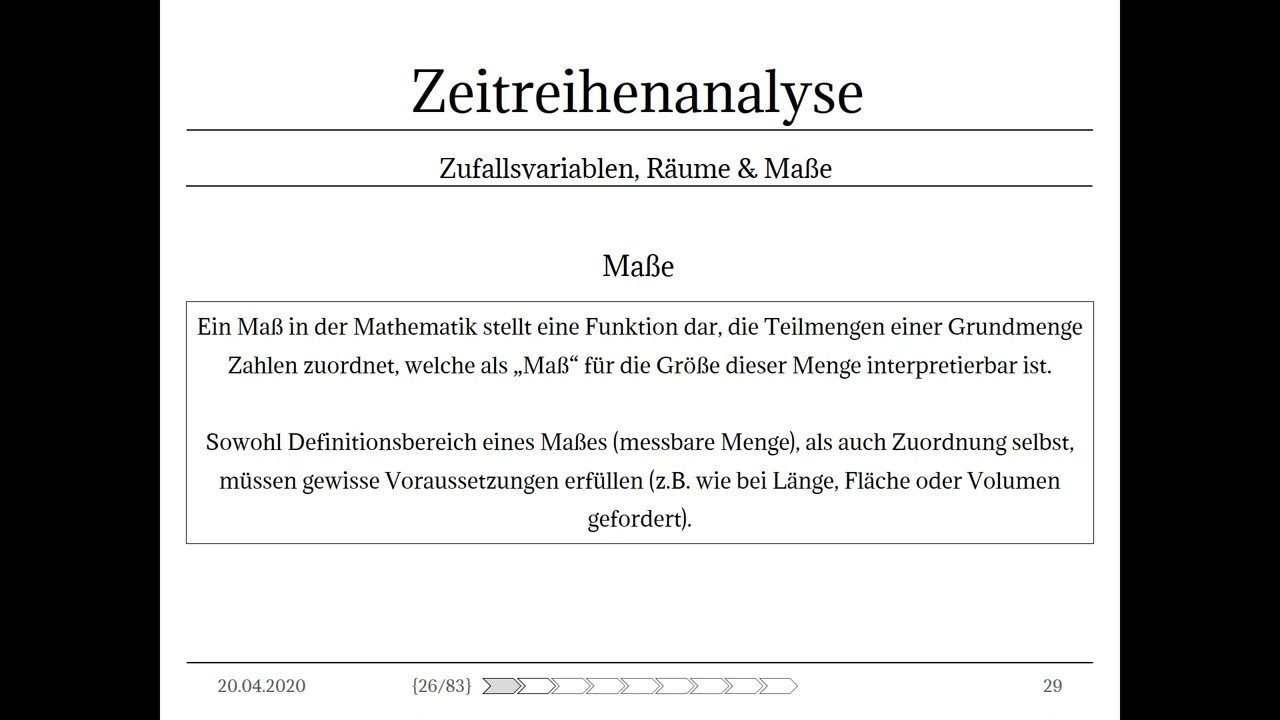 Zeitreihenanalyse
Zufallsvariablen, Räume & Maße
Maße
Ein Maß in der Mathematik stellt eine Funktion dar, die Teilmengen einer Grundmenge
Zahlen zuordnet, welche als „Maß“ für die Größe dieser Menge interpretierbar ist.
Sowohl Definitionsbereich eines Maßes (messbare Menge), als auch Zuordnung selbst,
müssen gewisse Voraussetzungen erfüllen (z.B. wie bei Länge, Fläche oder Volumen
gefordert).
20.04.2020 {26/83} 29